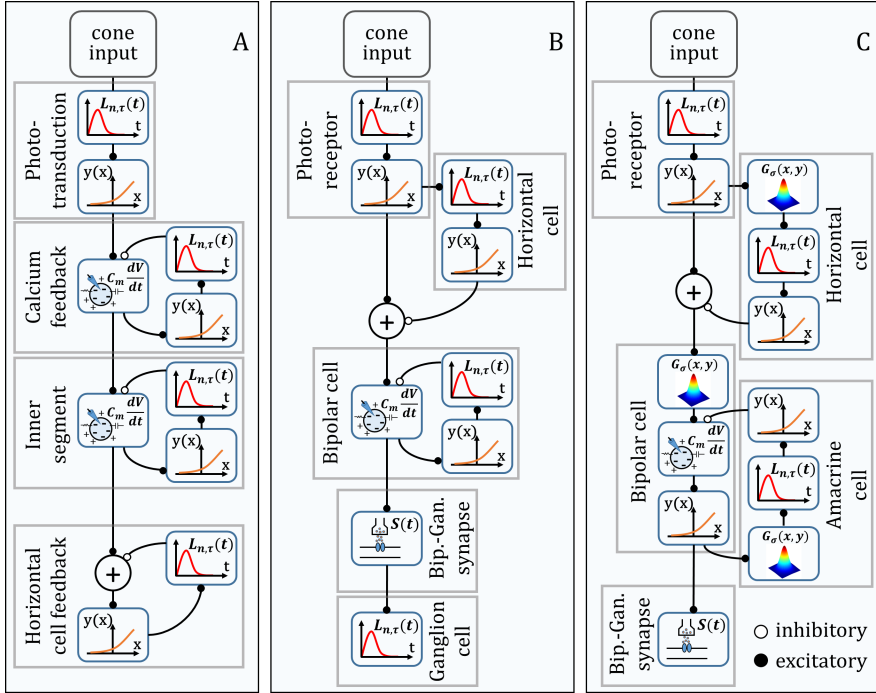 A
cone
input
Photo-
transduction
L_{n,τ}(t)
t
y(x)
x
Calcium
feedback
C_m dV/dt
L_{n,τ}(t)
t
y(x)
x
Inner
segment
C_m dV/dt
L_{n,τ}(t)
t
y(x)
x
Horizontal
cell feedback
+
L_{n,τ}(t)
t
y(x)
x
B
cone
input
Photo-
receptor
L_{n,τ}(t)
t
y(x)
x
Horizontal
cell
L_{n,τ}(t)
t
y(x)
x
+
Bipolar cell
C_m dV/dt
L_{n,τ}(t)
t
y(x)
x
Bip.-Gan.
synapse
S(t)
Ganglion
cell
L_{n,τ}(t)
t
C
cone
input
Photo-
receptor
L_{n,τ}(t)
t
y(x)
x
Horizontal
cell
G_σ(x,y)
L_{n,τ}(t)
t
y(x)
x
+
Bipolar cell
G_σ(x,y)
C_m dV/dt
y(x)
x
Amacrine
cell
y(x)
x
L_{n,τ}(t)
t
G_σ(x,y)
Bip.-Gan.
synapse
S(t)
inhibitory
excitatory